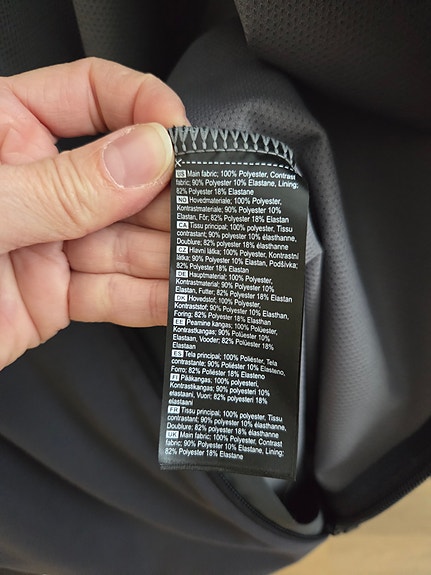 US Main fabric; 100% Polyester, Contrast
fabric; 90% Polyester 10% Elastane, Lining;
82% Polyester 18% Elastane
NO Hovedmateriale; 100% Polyester,
Kontrastmateriale; 90% Polyester 10%
Elastan, Fôr; 82% Polyester 18% Elastan
CA Tissu principal; 100% Polyester, Tissu
contrastant; 90% Polyester 10% élasthanne,
Doublure; 82% Polyester 18% élasthanne
CZ Hlavní látka; 100% Polyester, Kontrastní
látka; 90% Polyester 10% Elastan, Podšívka;
82% Polyester 18% Elastan
DE Hauptmaterial; 100% Polyester,
Kontrastmaterial; 90% Polyester 10%
Elastan, Futter; 82% Polyester 18% Elastan
DK Hovedstof; 100% Polyester,
Kontraststof; 90% Polyester 10% Elasthan,
Foring; 82% Polyester 18% Elasthan
EE Peamine kangas; 100% Polüester,
Kontrastkangas; 90% Polüester 10%
Elastaan, Vooder; 82% Polüester 18%
Elastaan
ES Tela principal; 100% Poliéster, Tela
contrastante; 90% Poliéster 10% Elasteno,
Forro; 82% Poliéster 18% Elasteno
FI Pääkangas; 100% polyesteri,
Kontrastikangas; 90% polyesteri 10%
elastaani, Vuori; 82% polyesteri 18%
elastaani
FR Tissu principal; 100% Polyester, Tissu
contrastant; 90% Polyester 10% élasthanne,
Doublure; 82% Polyester 18% élasthanne
UK Main fabric; 100% Polyester, Contrast
fabric; 90% Polyester 10% Elastane, Lining;
82% Polyester 18% Elastane